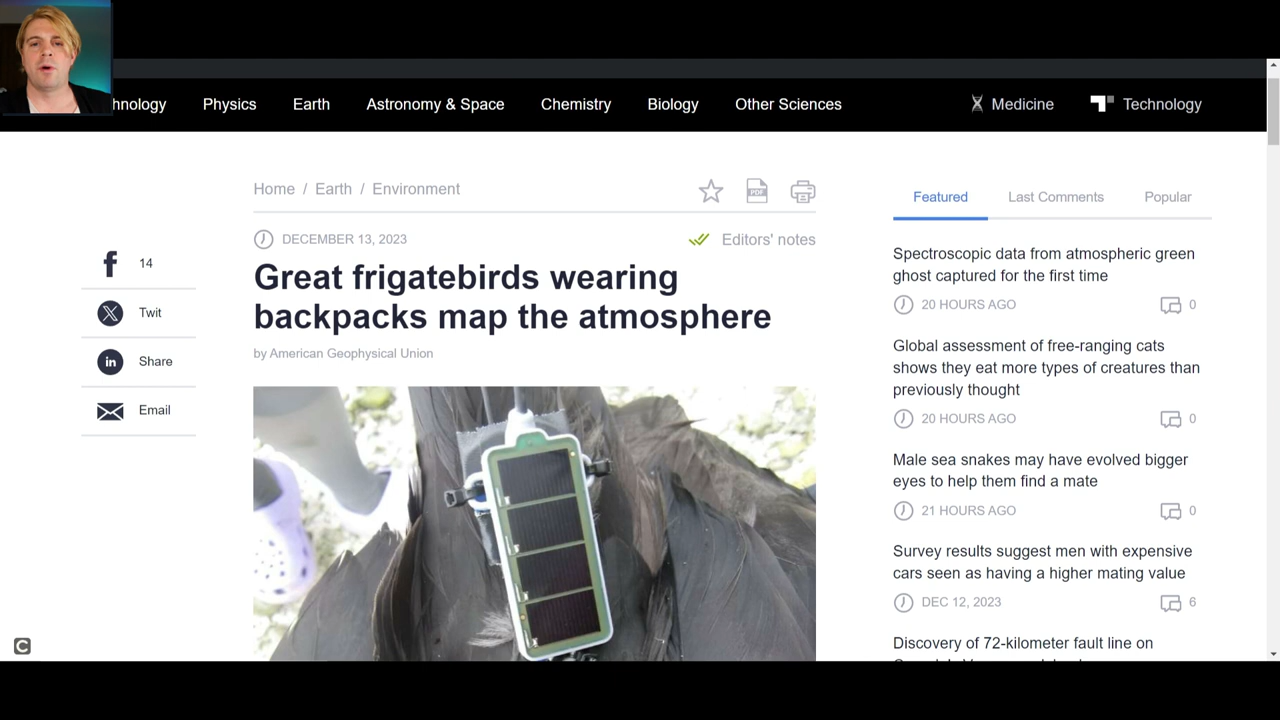 hnology Physics Earth Astronomy & Space Chemistry Biology Other Sciences Medicine Technology
Home / Earth / Environment
PDF
DECEMBER 13, 2023
Editors' notes
Great frigatebirds wearing
backpacks map the atmosphere
by American Geophysical Union
14
Twit
Share
Email
Featured Last Comments Popular
Spectroscopic data from atmospheric green
ghost captured for the first time
20 HOURS AGO 0
Global assessment of free-ranging cats
shows they eat more types of creatures than
previously thought
20 HOURS AGO 0
Male sea snakes may have evolved bigger
eyes to help them find a mate
21 HOURS AGO 0
Survey results suggest men with expensive
cars seen as having a higher mating value
DEC 12, 2023 6
Discovery of 72-kilometer fault line on